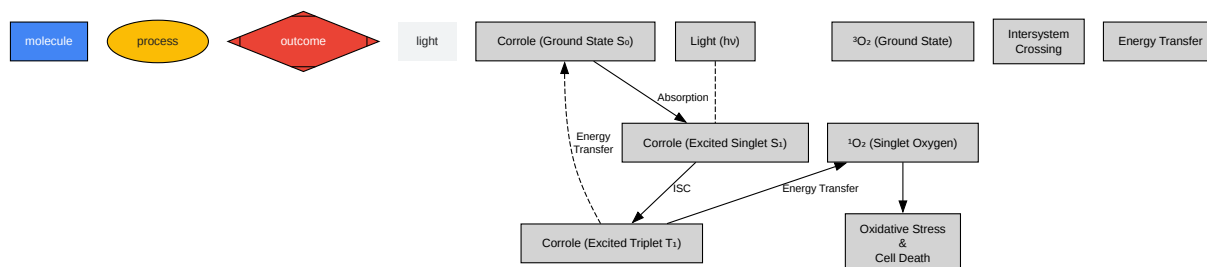 molecule
process
outcome
light
Corrole (Ground State S₀)
Light (hν)
³O₂ (Ground State)
Intersystem
Crossing
Energy Transfer
Absorption
Energy
Transfer
Corrole (Excited Singlet S₁)
¹O₂ (Singlet Oxygen)
ISC
Energy Transfer
Corrole (Excited Triplet T₁)
Oxidative Stress
&
Cell Death